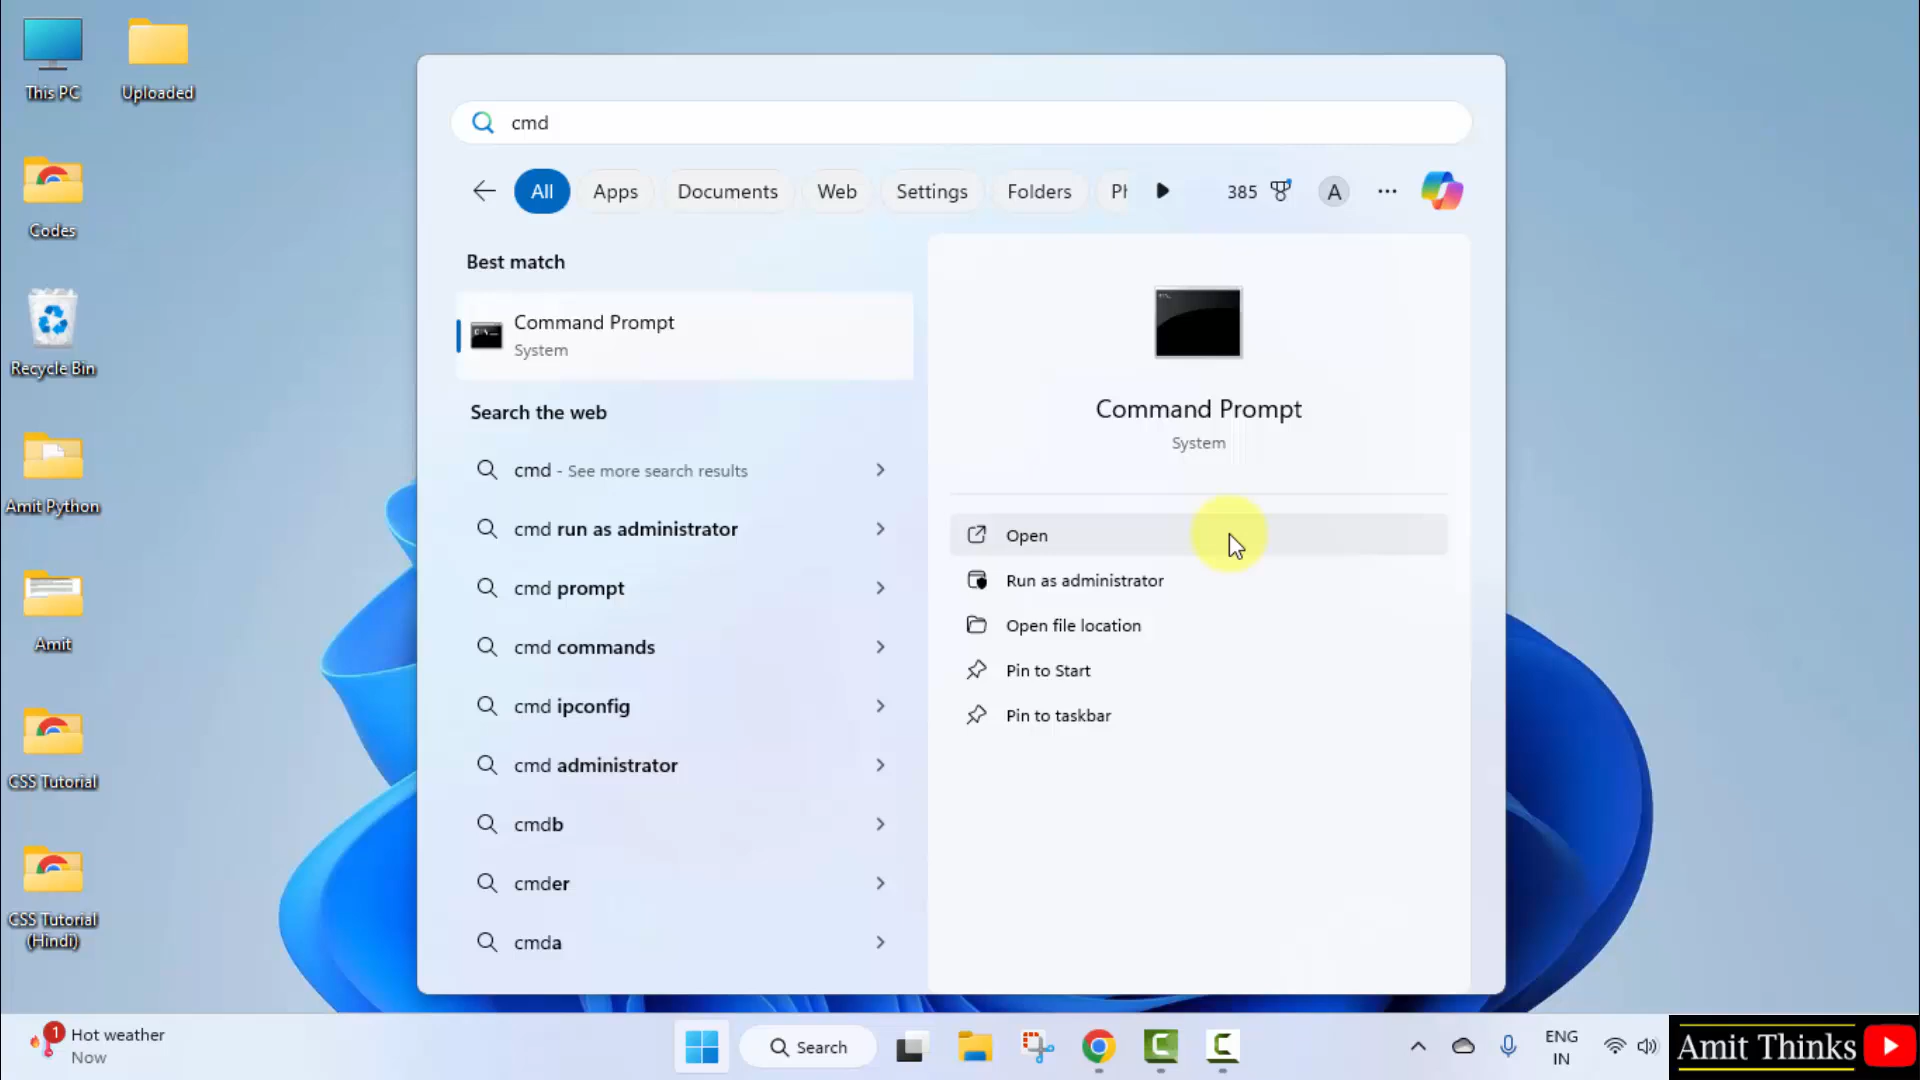 This PC
Uploaded
Codes
Recycle Bin
Amit Python
Amit
CSS Tutorial
CSS Tutorial
(Hindi)
cmd
All
Apps
Documents
Web
Settings
Folders
385
A
Best match
Command Prompt
System
Search the web
cmd - See more search results
cmd run as administrator
cmd prompt
cmd commands
cmd ipconfig
cmd administrator
cmdb
cmder
cmda
Command Prompt
System
Open
Run as administrator
Open file location
Pin to Start
Pin to taskbar
1
Hot weather
Now
Search
ENG
IN
Amit Thinks